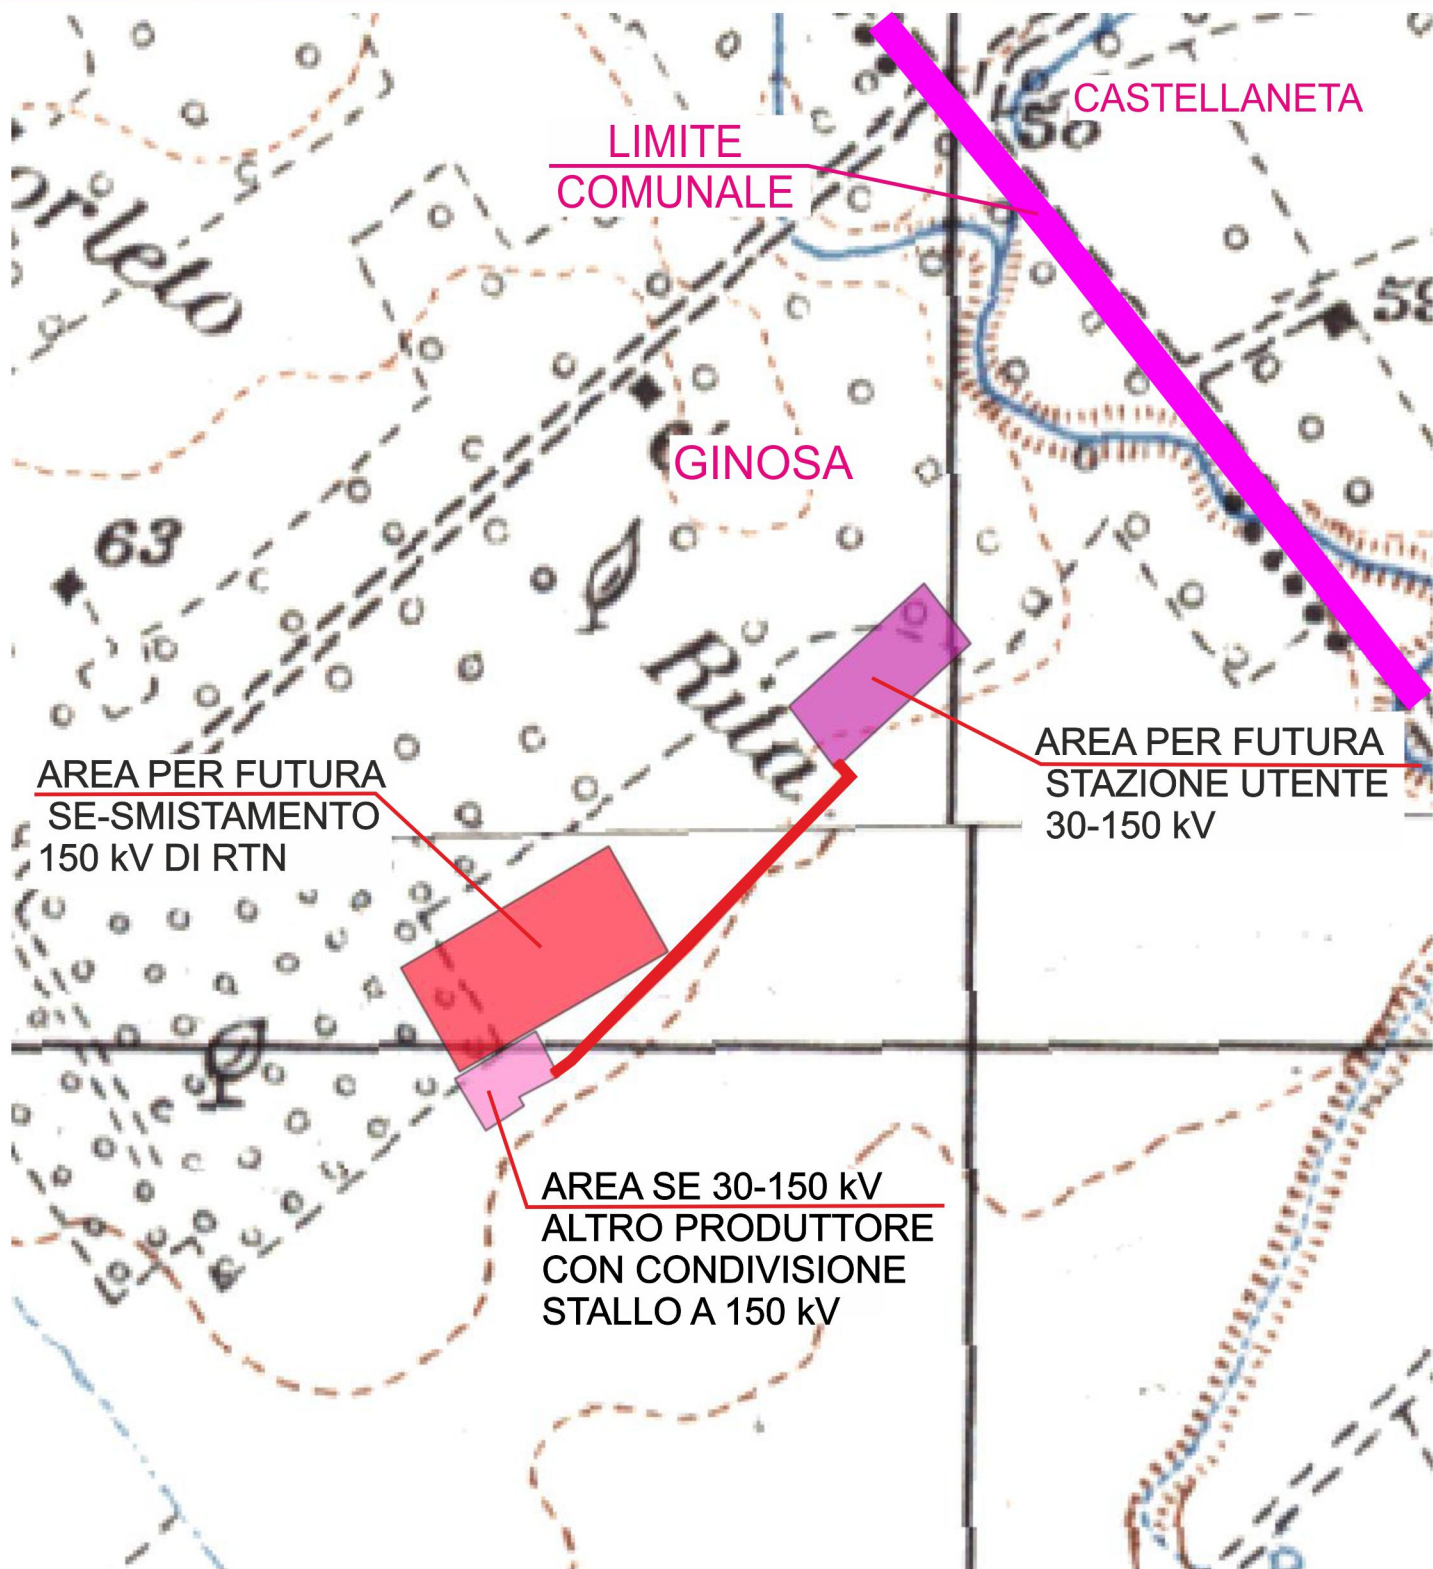 CASTELLANETA
50
LIMITE
COMUNALE
orleto
59
GINOSA
63
Rita
AREA PER FUTURA
STAZIONE UTENTE
30-150 kV
AREA PER FUTURA
SE-SMISTAMENTO
150 kV DI RTN
AREA SE 30-150 kV
ALTRO PRODUTTORE
CON CONDIVISIONE
STALLO A 150 kV